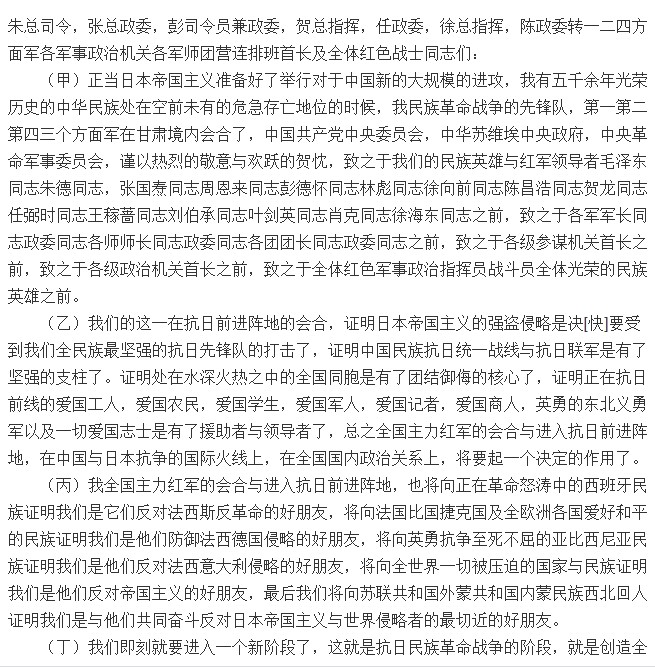 朱总司令，张总政委，彭司令员兼政委，贺总指挥，任政委，徐总指挥，陈政委转一二四方
面军各军事政治机关各军师团营连排班首长及全体红色战士同志们：
（甲）正当日本帝国主义准备好了举行对于中国新的大规模的进攻，我有五千余年光荣
历史的中华民族处在空前未有的危急存亡地位的时候，我民族革命战争的先锋队，第一第二
第四三个方面军在甘肃境内会合了，中国共产党中央委员会，中华苏维埃中央政府，中央革
命军事委员会，谨以热烈的敬意与欢跃的贺忱，致之于我们的民族英雄与红军领导者毛泽东
同志朱德同志，张国焘同志周恩来同志彭德怀同志林彪同志徐向前同志陈昌浩同志贺龙同志
任弼时同志王稼蔷同志刘伯承同志叶剑英同志肖克同志徐海东同志之前，致之于各军军长同
志政委同志各师师长同志政委同志各团团长同志政委同志之前，致之于各级参谋机关首长之
前，致之于各级政治机关首长之前，致之于全体红色军事政治指挥员战斗员全体光荣的民族
英雄之前。
（乙）我们的这一在抗日前进阵地的会合，证明日本帝国主义的强盗侵略是决[快]要受
到我们全民族最坚强的抗日先锋队的打击了，证明中国民族抗日统一战线与抗日联军是有了
坚强的支柱了。证明处在水深火热之中的全国同胞是有了团结御侮的核心了，证明正在抗日
前线的爱国工人，爱国农民，爱国学生，爱国军人，爱国记者，爱国商人，英勇的东北义勇
军以及一切爱国志士是有了援助者与领导者了，总之全国主力红军的会合与进入抗日前进阵
地，在中国与日本抗争的国际火线上，在全国国内政治关系上，将要起一个决定的作用了。
（丙）我全国主力红军的会合与进入抗日前进阵地，也将向正在革命怒涛中的西班牙民
族证明我们是它们反对法西斯反革命的好朋友，将向法国比国捷克国及全欧洲各国爱好和平
的民族证明我们是他们防御法西德国侵略的好朋友，将向英勇抗争至死不屈的亚比西尼亚民
族证明我们是他们反对法西意大利侵略的好朋友，将向全世界一切被压迫的国家与民族证明
我们是他们反对帝国主义的好朋友，最后我们将向苏联共和国外蒙共和国内蒙民族西北回人
证明我们是与他们共同奋斗反对日本帝国主义与世界侵略者的最切近的好朋友。
（丁）我们即刻就要进入一个新阶段了，这就是抗日民族革命战争的阶段，就是创造全